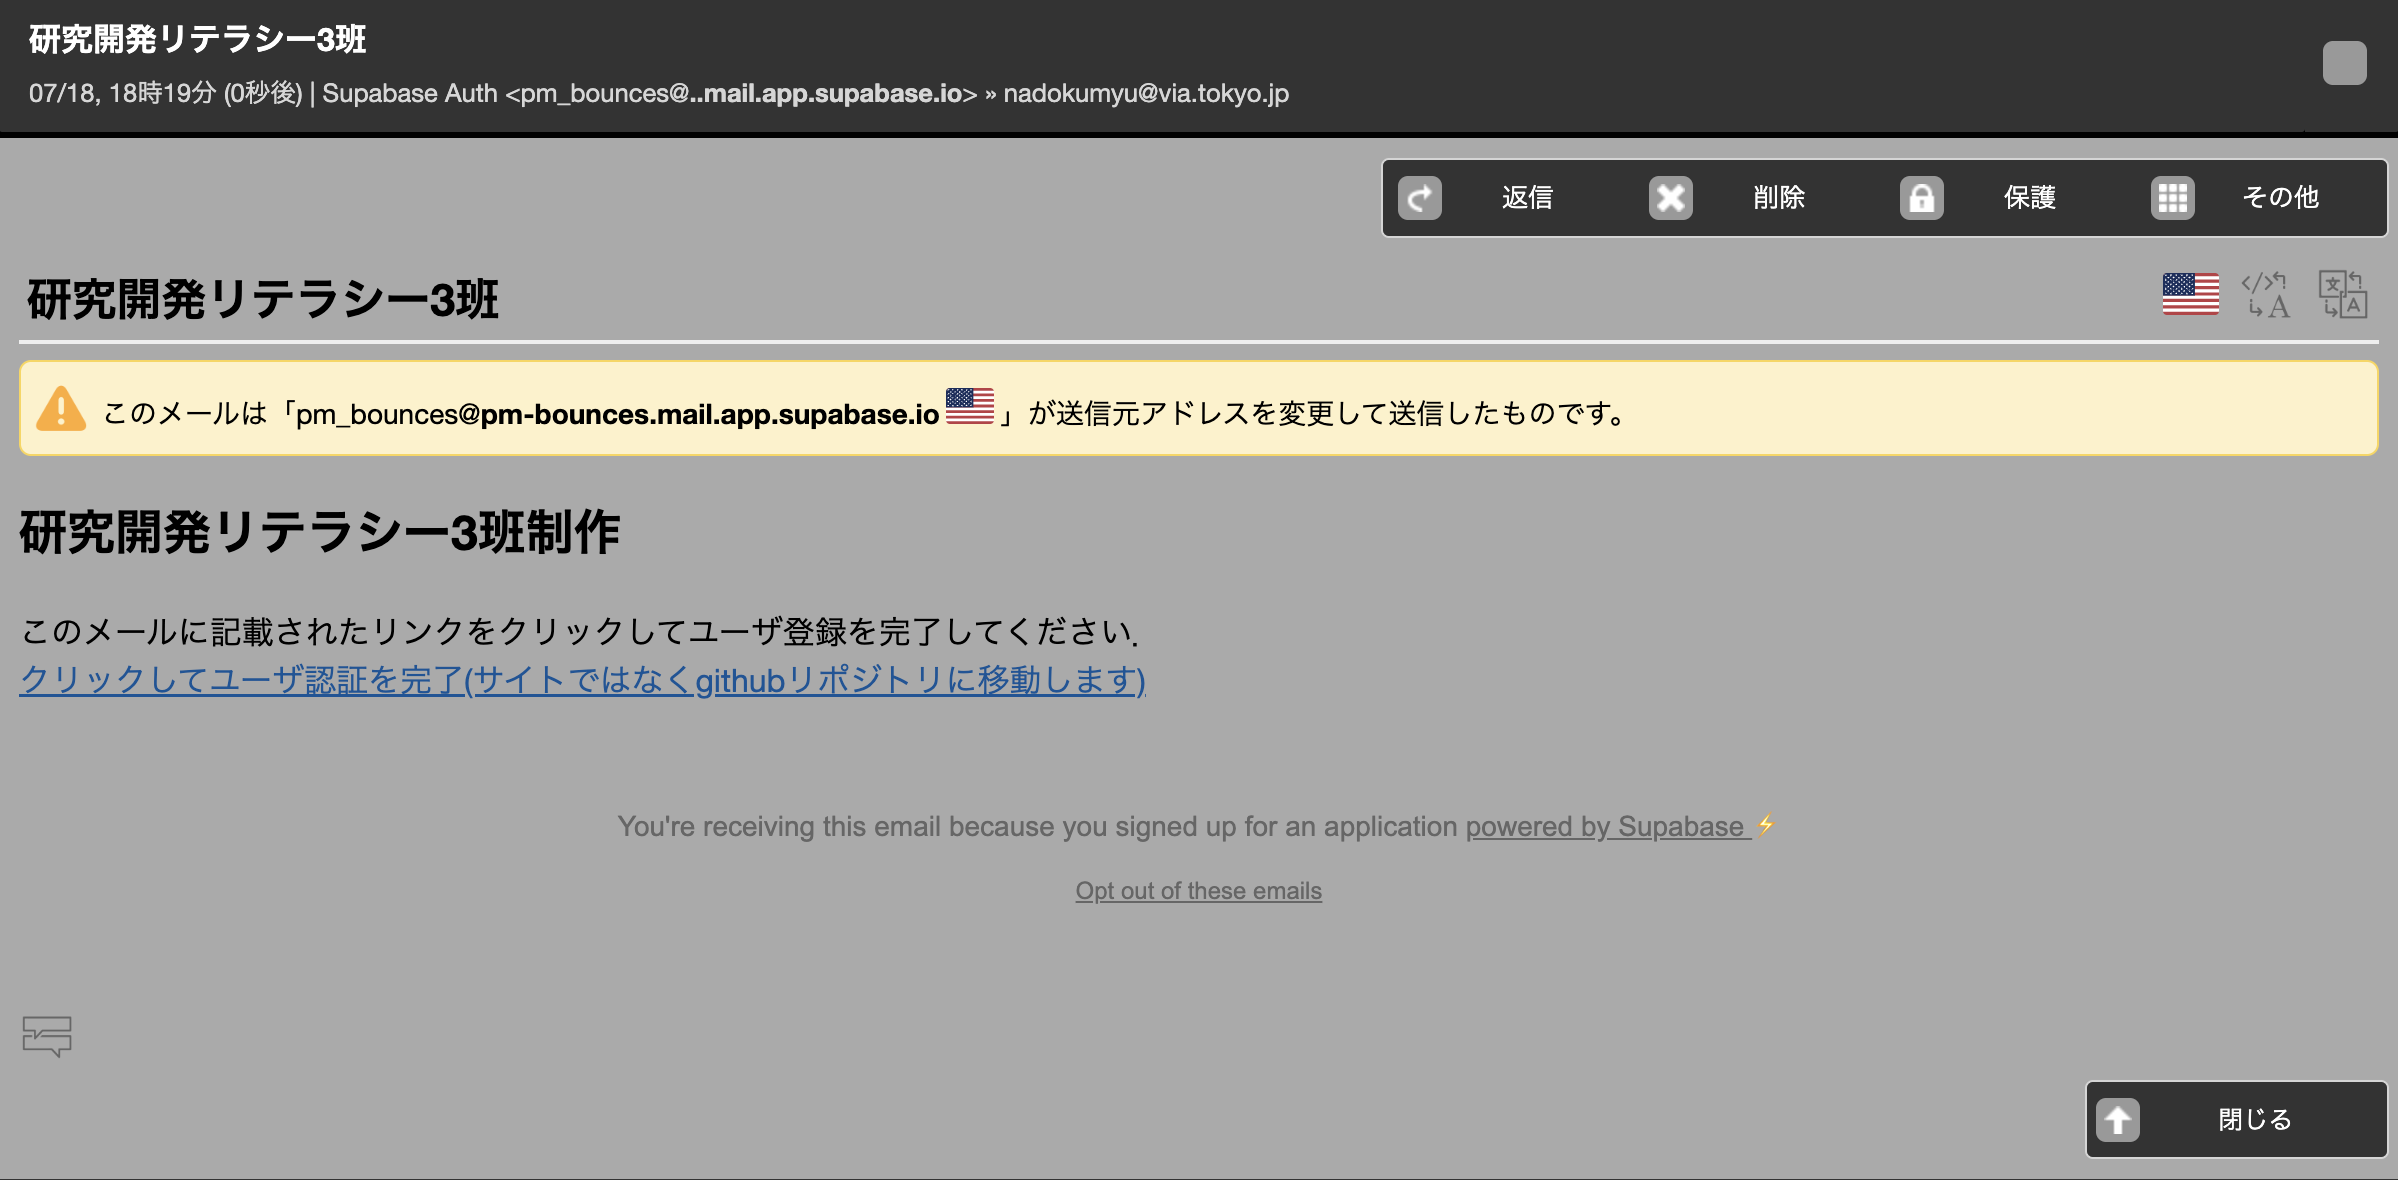 研究開発リテラシー3班
07/18, 18時19分 (0秒後) | Supabase Auth <pm_bounces@..mail.app.supabase.io> » nadokumyu@via.tokyo.jp
返信 削除 保護 その他
研究開発リテラシー3班
このメールは「pm_bounces@pm-bounces.mail.app.supabase.io」が送信元アドレスを変更して送信したものです。
研究開発リテラシー3班制作
このメールに記載されたリンクをクリックしてユーザ登録を完了してください.
クリックしてユーザ認証を完了(サイトではなくgithubリポジトリに移動します)
You're receiving this email because you signed up for an application powered by Supabase ⚡
Opt out of these emails
閉じる